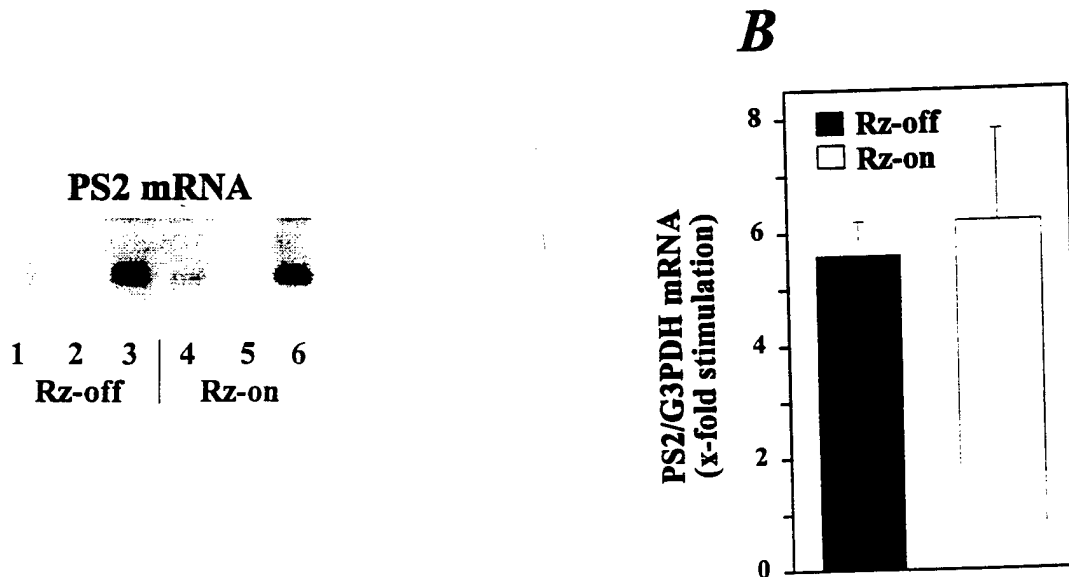 PS2 mRNA
1 2 3 4 5 6
Rz-off Rz-on
B
PS2/G3PDH mRNA
(x-fold stimulation)
8
6
4
2
0
Rz-off
Rz-on